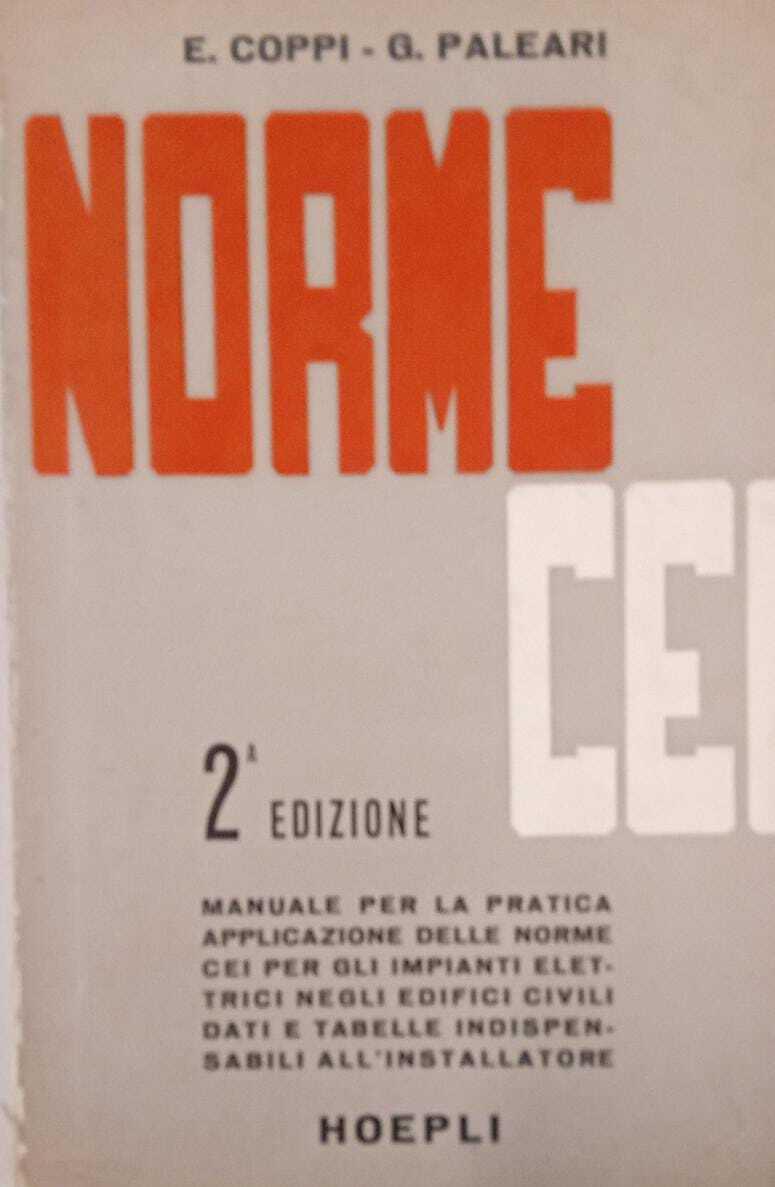 E. COPPI - G. PALEARI
NORME
CEI
2ᴬ EDIZIONE
MANUALE PER LA PRATICA
APPLICAZIONE DELLE NORME
CEI PER GLI IMPIANTI ELET-
TRICI NEGLI EDIFICI CIVILI
DATI E TABELLE INDISPEN-
SABILI ALL'INSTALLATORE
HOEPLI